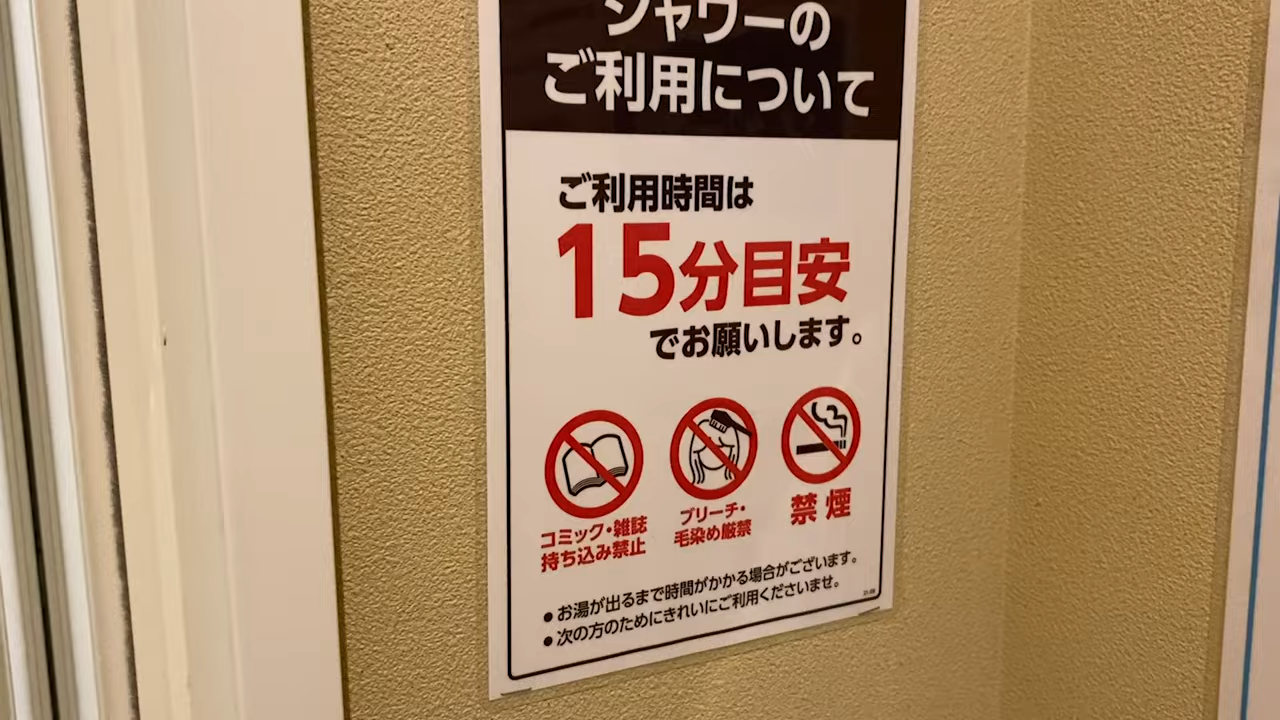 シャワーの
ご利用について
ご利用時間は
15分目安
でお願いします。
コミック・雑誌
持ち込み禁止
ブリーチ・
毛染め厳禁
禁煙
●お湯が出るまで時間がかかる場合がございます。
●次の方のためにきれいにご利用くださいませ。